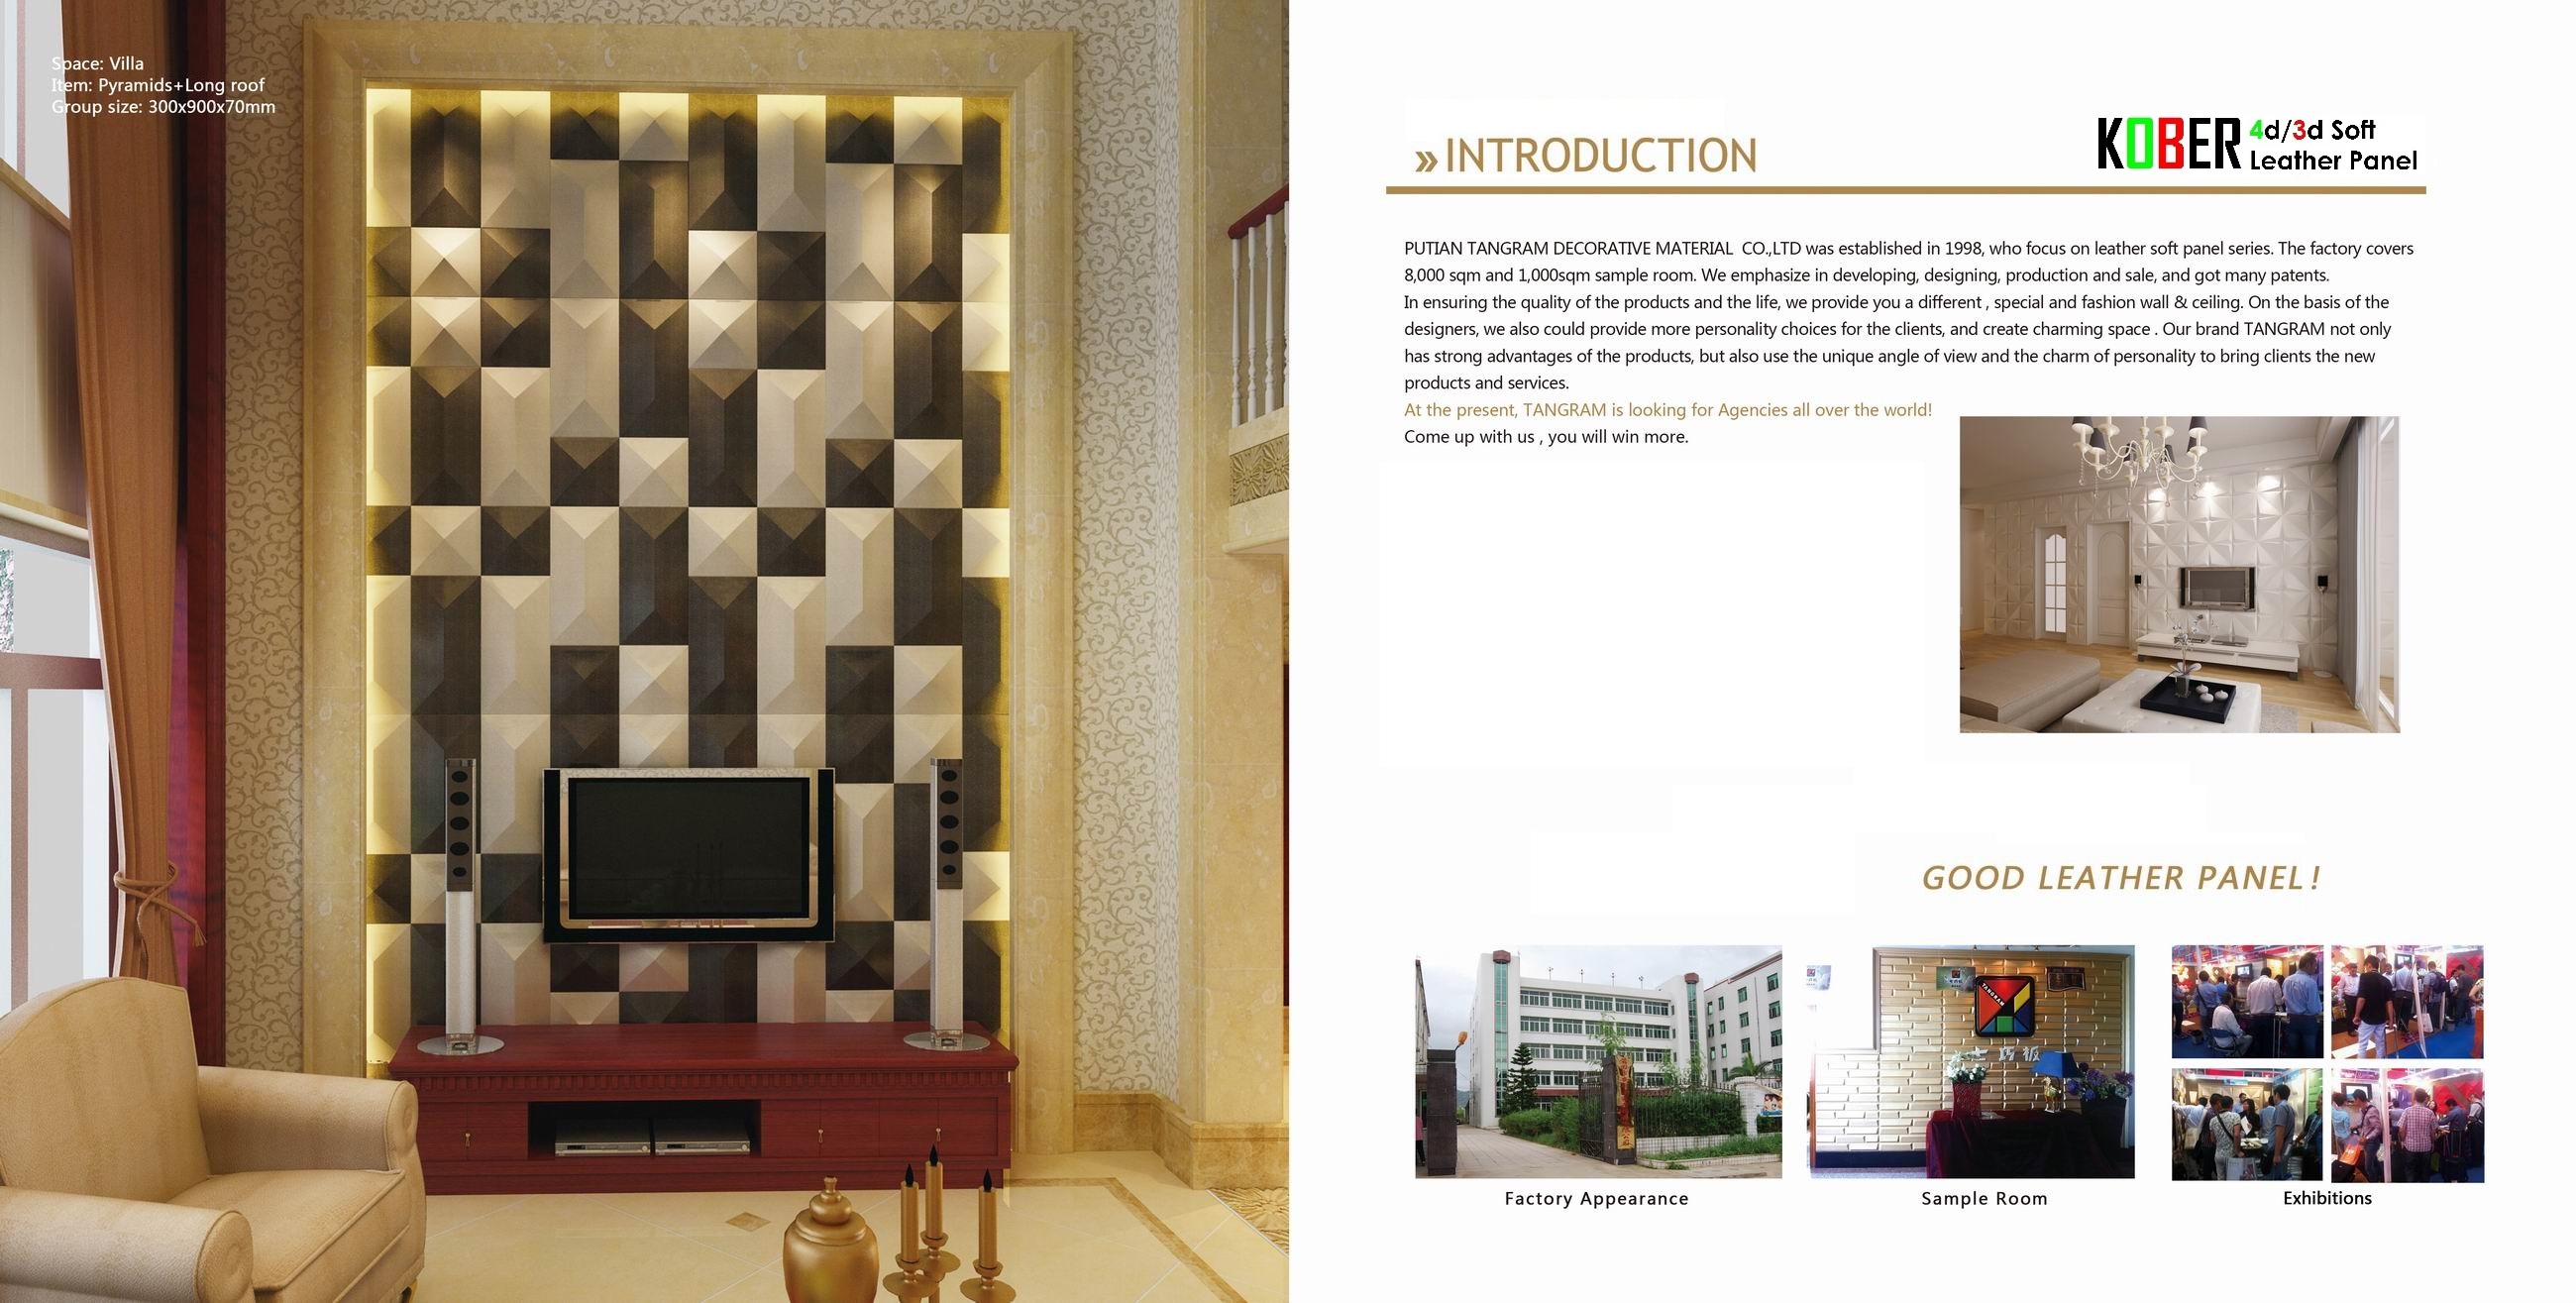 Space: Villa
Item: Pyramids+Long roof
Group size: 300x900x70mm
»INTRODUCTION
KOBER 4d/3d Soft
Leather Panel
PUTIAN TANGRAM DECORATIVE MATERIAL CO.,LTD was established in 1998, who focus on leather soft panel series. The factory covers
8,000 sqm and 1,000sqm sample room. We emphasize in developing, designing, production and sale, and got many patents.
In ensuring the quality of the products and the life, we provide you a different , special and fashion wall & ceiling. On the basis of the
designers, we also could provide more personality choices for the clients, and create charming space . Our brand TANGRAM not only
has strong advantages of the products, but also use the unique angle of view and the charm of personality to bring clients the new
products and services.
At the present, TANGRAM is looking for Agencies all over the world!
Come up with us , you will win more.
GOOD LEATHER PANEL!
TANGRAM
七巧板
Factory Appearance
Sample Room
Exhibitions